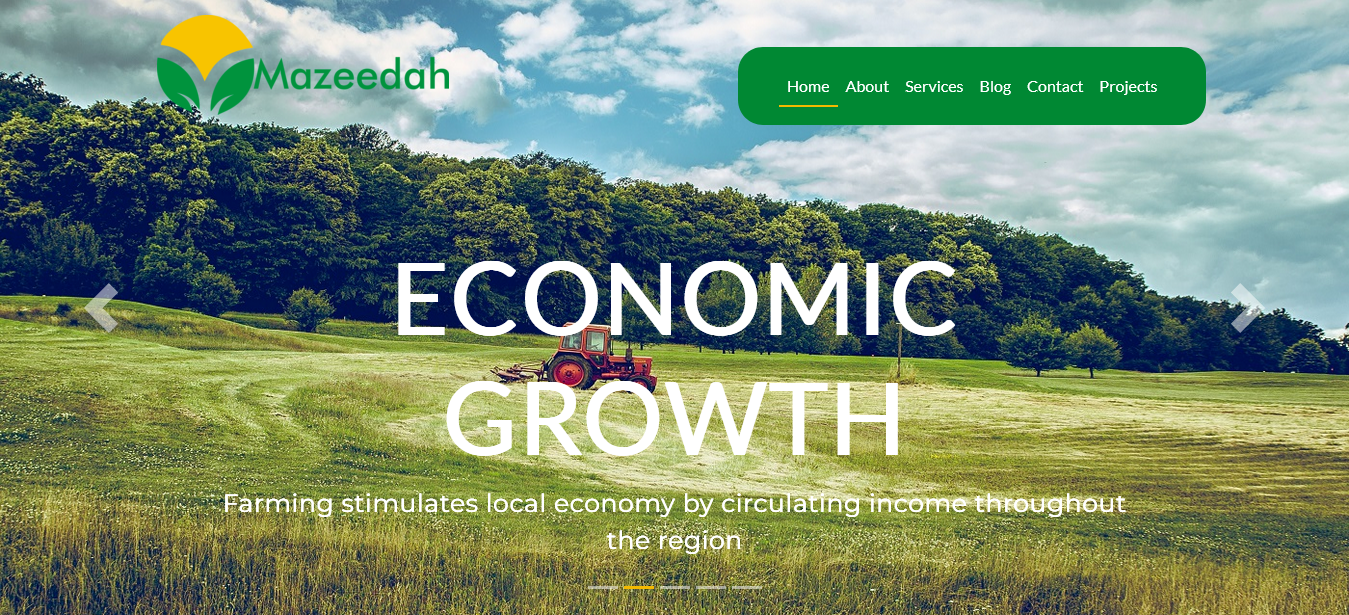 Mazeedah
Home About Services Blog Contact Projects
ECONOMIC
GROWTH
Farming stimulates local economy by circulating income throughout
the region